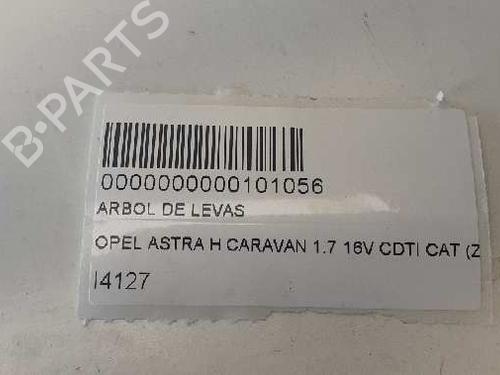 B-PARTS
0000000000101056
ARBOL DE LEVAS
OPEL ASTRA H CARAVAN 1.7 16V CDTI CAT (Z
I4127